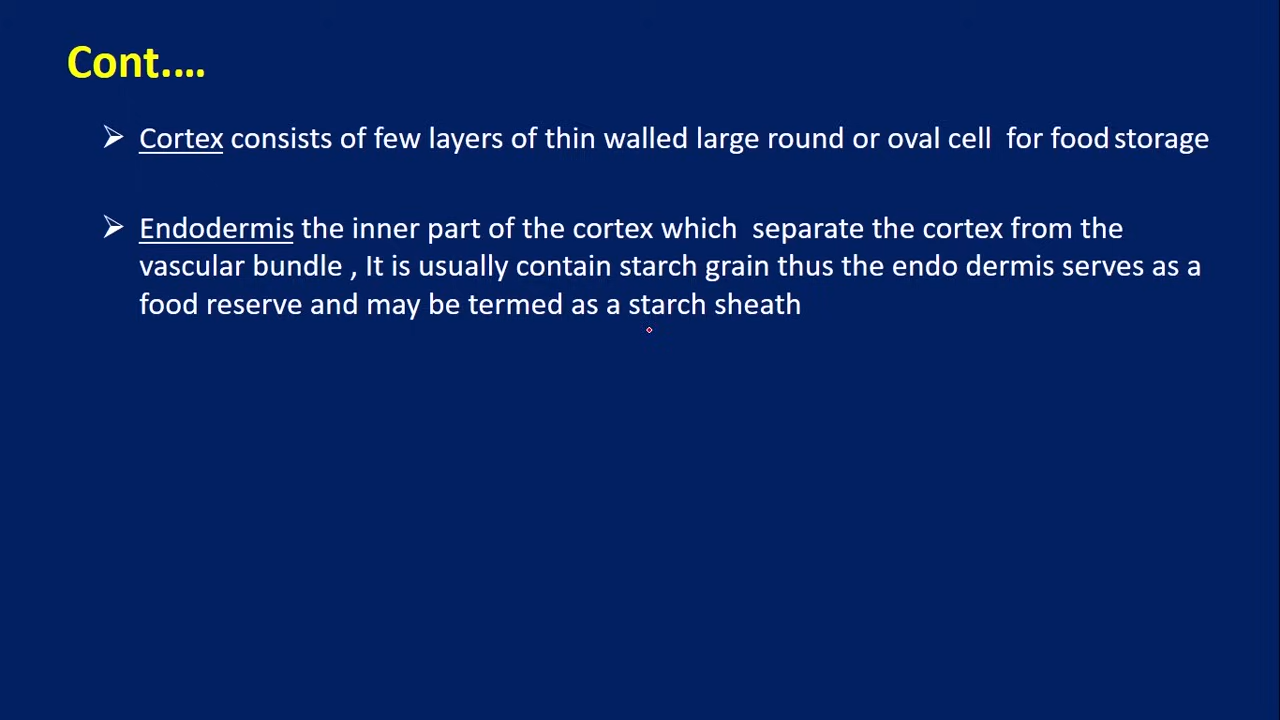 Cont....
➢ Cortex consists of few layers of thin walled large round or oval cell for food storage
➢ Endodermis the inner part of the cortex which separate the cortex from the
vascular bundle , It is usually contain starch grain thus the endo dermis serves as a
food reserve and may be termed as a starch sheath